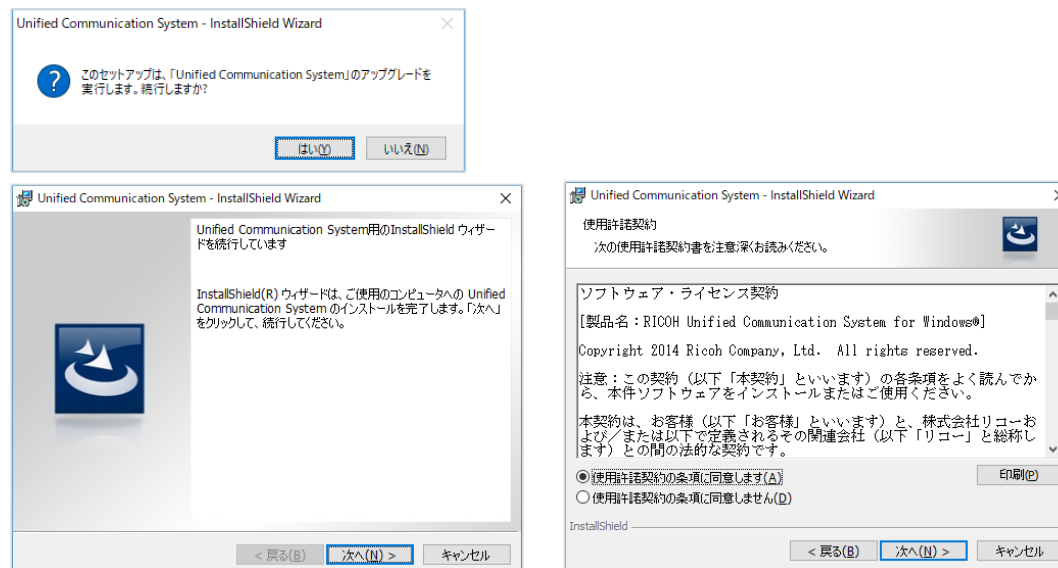 Unified Communication System - InstallShield Wizard
このセットアップは、「Unified Communication System」のアップグレードを
実行します。続行しますか?
はい(Y)
いいえ(N)
Unified Communication System - InstallShield Wizard
Unified Communication System用のInstallShield ウィザー
ドを続行しています
InstallShield(R) ウィザードは、ご使用のコンピュータへの Unified
Communication System のインストールを完了します。「次へ」
をクリックして、続行してください。
< 戻る(B)
次へ(N) >
キャンセル
Unified Communication System - InstallShield Wizard
使用許諾契約
次の使用許諾契約書を注意深くお読みください。
ソフトウェア・ライセンス契約
[製品名:RICOH Unified Communication System for Windows®]
Copyright 2014 Ricoh Company, Ltd. All rights reserved.
注意:この契約(以下「本契約」といいます)の各条項をよく読んでか
ら、本件ソフトウェアをインストールまたはご使用ください。
本契約は、お客様(以下「お客様」といいます)と、株式会社リコーお
よび/または以下で定義されるその関連会社(以下「リコー」と総称し
ます)との間の法的な契約です。
使用許諾契約の条項に同意します(A)
印刷(P)
使用許諾契約の条項に同意しません(D)
InstallShield
< 戻る(B)
次へ(N) >
キャンセル